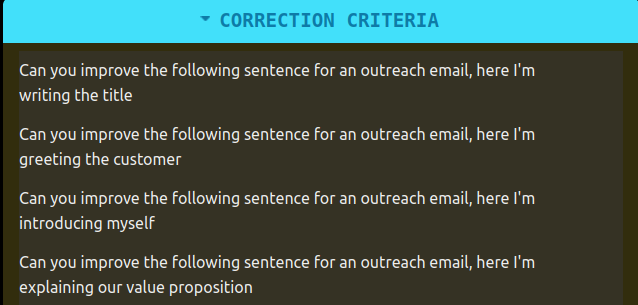 CORRECTION CRITERIA
Can you improve the following sentence for an outreach email, here I'm
writing the title
Can you improve the following sentence for an outreach email, here I'm
greeting the customer
Can you improve the following sentence for an outreach email, here I'm
introducing myself
Can you improve the following sentence for an outreach email, here I'm
explaining our value proposition